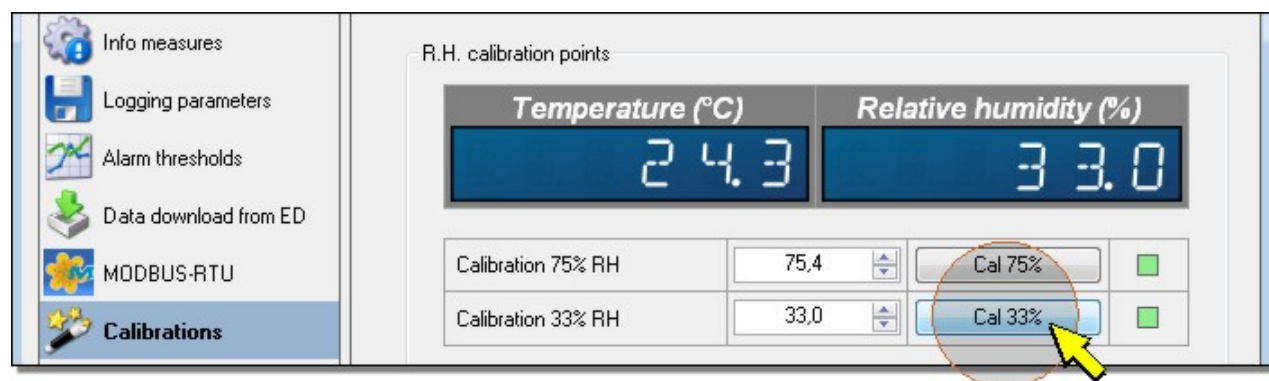 Info measures
Logging parameters
Alarm thresholds
Data download from ED
MODBUS-RTU
Calibrations
R.H. calibration points
Temperature (°C) Relative humidity (%)
24.3 33.0
Calibration 75% RH 75,4 Cal 75%
Calibration 33% RH 33,0 Cal 33%